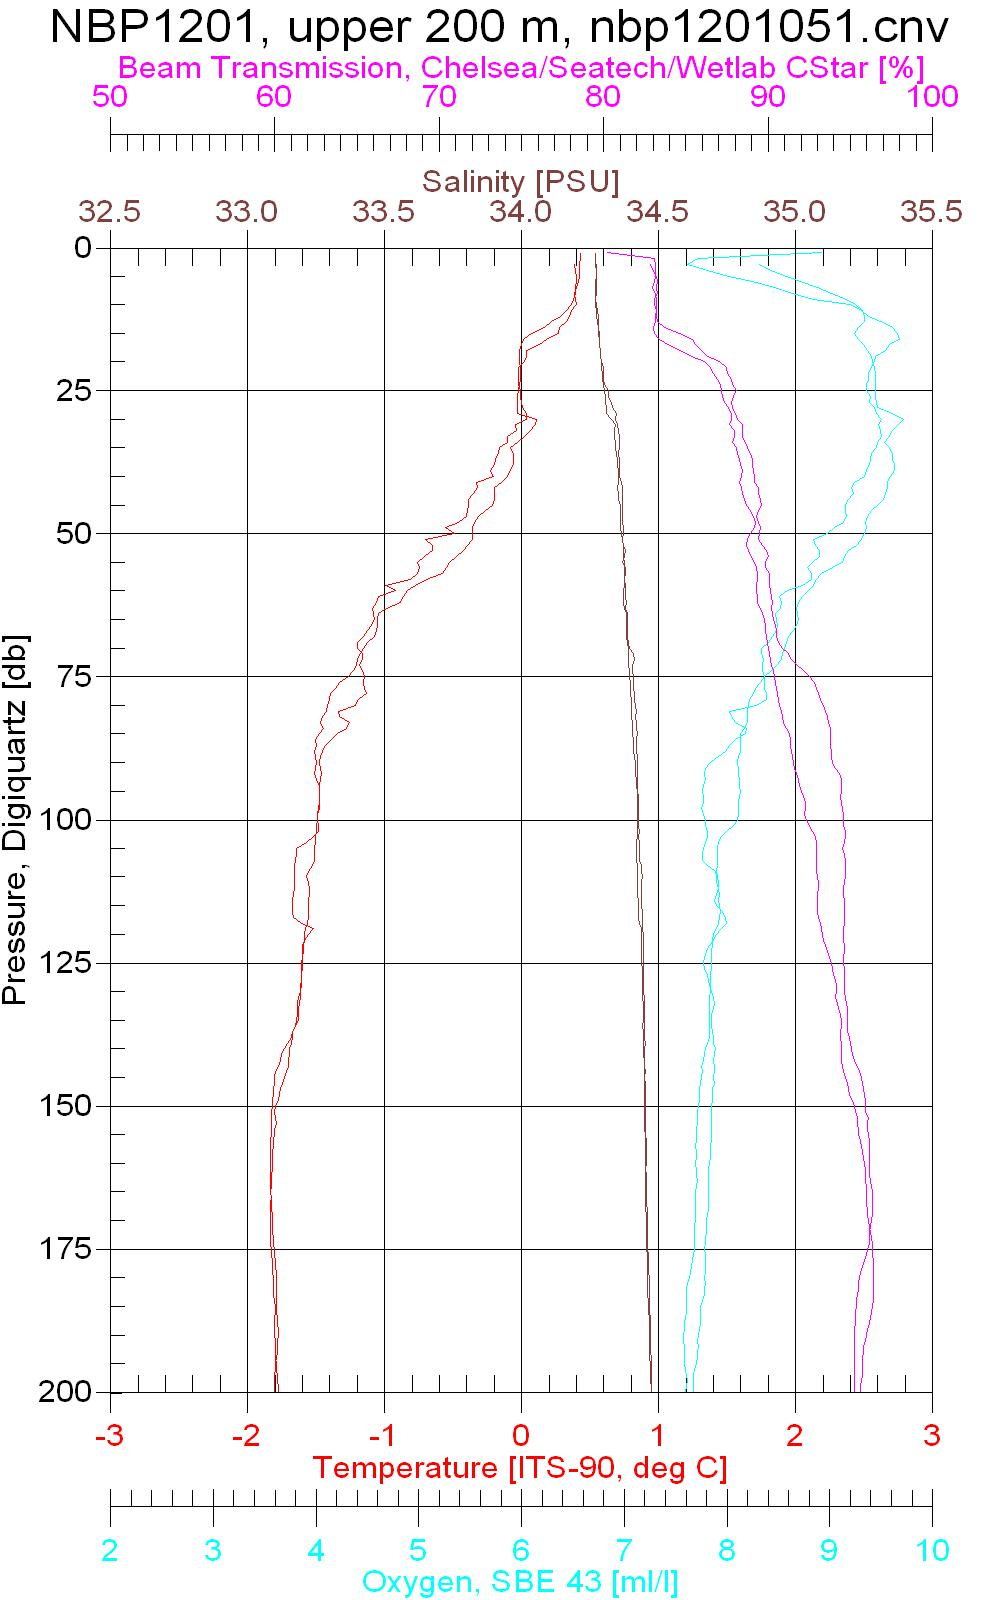 NBP1201, upper 200 m, nbp1201051.cnv
Beam Transmission, Chelsea/Seatech/Wetlab CStar [%]
50 60 70 80 90 100
Salinity [PSU]
32.5 33.0 33.5 34.0 34.5 35.0 35.5
0
25
50
75
100
125
150
175
200
Pressure, Digiquartz [db]
-3 -2 -1 0 1 2 3
Temperature [ITS-90, deg C]
2 3 4 5 6 7 8 9 10
Oxygen, SBE 43 [ml/l]